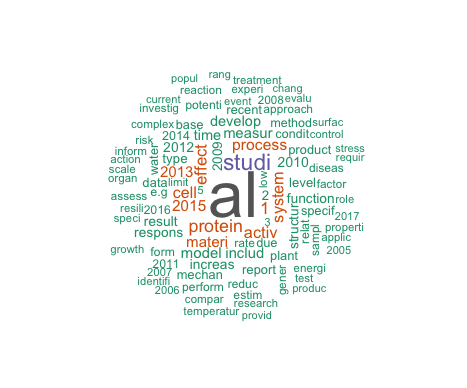 popul rang treatment
reaction experi chang
current potenti event 2008 evalu
investig recent approach
complex base develop method surfac
risk 2014 time measur condit control
inform 2012 effect 2009 process product stress
action water type studi 2010 diseas requir
scale 2013 cell al low system level factor
organ data limit 5 2 function role
assess e.g 2015 1 specif 2017
resili 2016 protein 3 structur relat properti
speci result materi activ sampl applic
respons rate due 2005
growth form model includ plant
2011 increas report gener energi
2007 mechan test
identifi perform reduc produc
2006 compar estim
research
temperatur provid